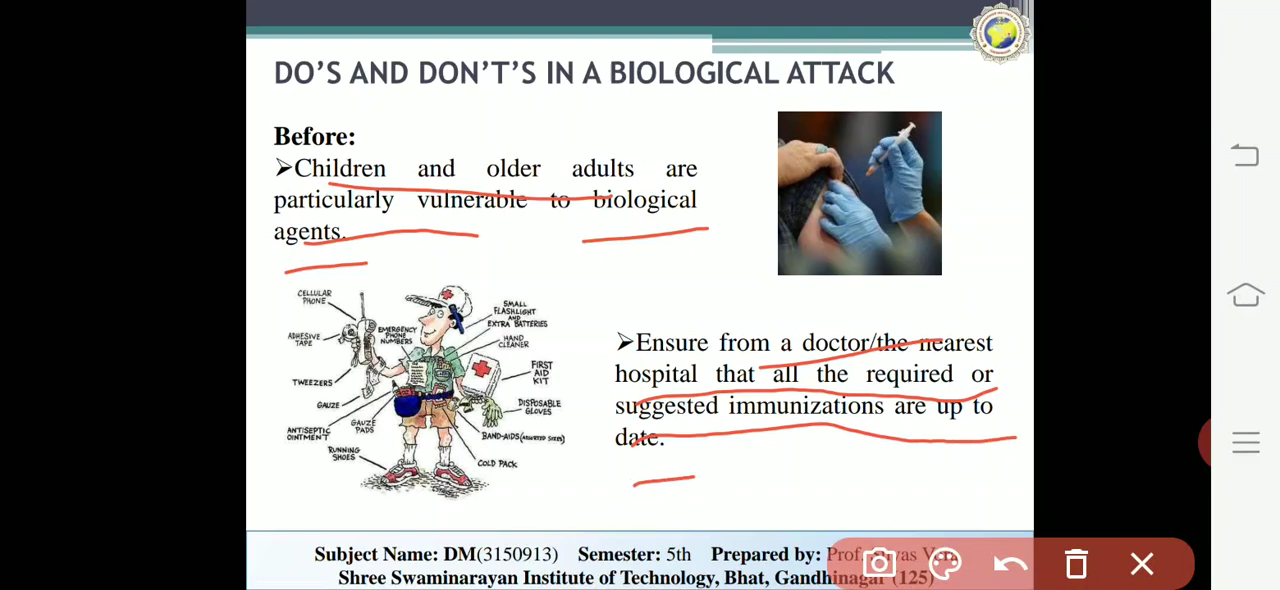 DO'S AND DON'T'S IN A BIOLOGICAL ATTACK
Before:
➤Children and older adults are
particularly vulnerable to biological
agents.
CELLULAR
PHONE
ADHESIVE
TAPE
EMERGENCY
PHONE
NUMBERS
SMALL
FLASHLIGHT
AND
EXTRA BATTERIES
HAND
CLEANER
TWEEZERS
FIRST
AID
KIT
GAUZE
DISPOSABLE
GLOVES
ANTISEPTIC
OINTMENT
GAUZE
PADS
BAND-AIDS (ASSORTED SIZES)
RUNNING
SHOES
COLD PACK
➤Ensure from a doctor/the nearest
hospital that all the required or
suggested immunizations are up to
date.
Subject Name: DM(3150913) Semester: 5th Prepared by: Prof.
Shree Swaminarayan Institute of Technology, Bhat, Gandhinagar (125)